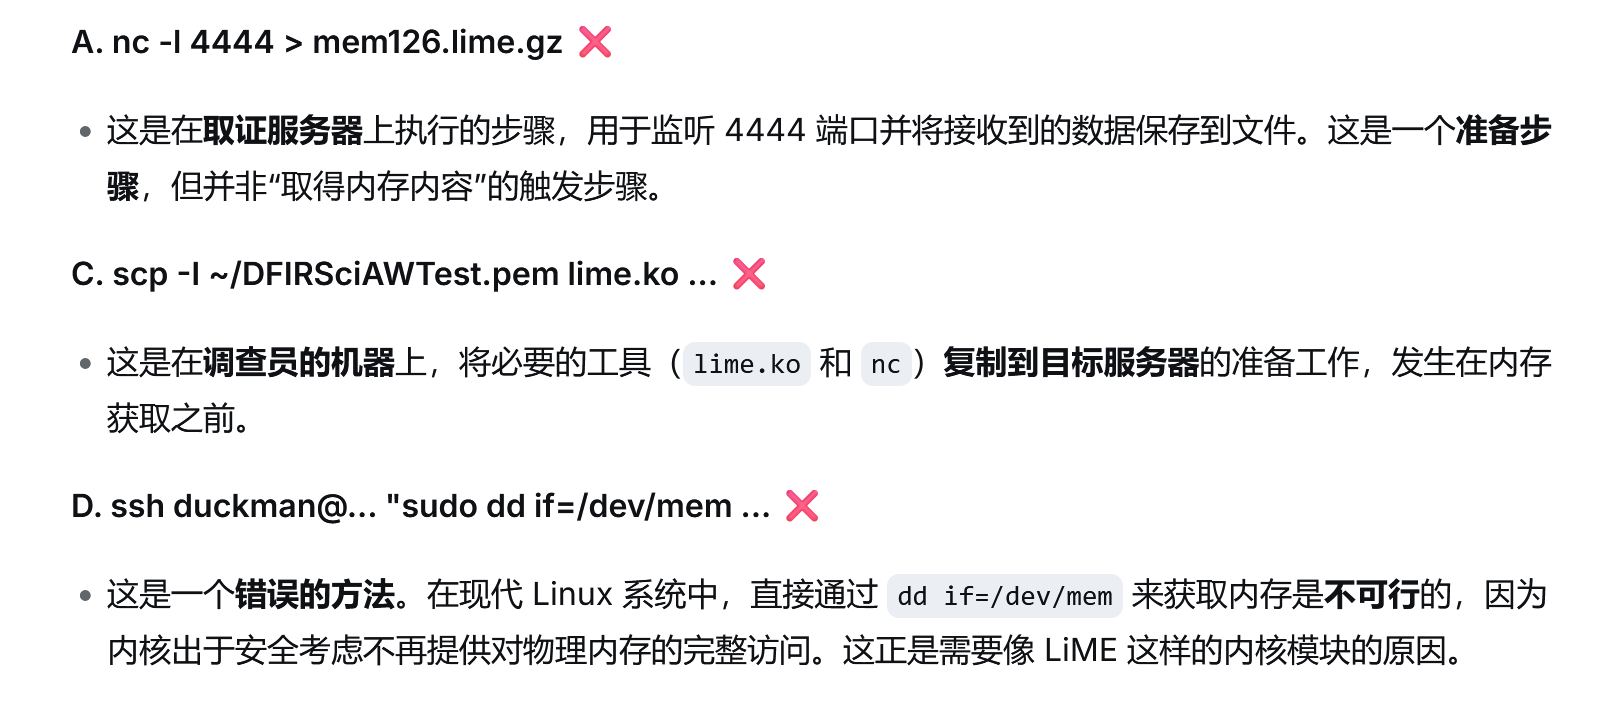 A. nc -l 4444 > mem126.lime.gz ❌
• 这是在取证服务器上执行的步骤，用于监听 4444 端口并将接收到的数据保存到文件。这是一个准备步
骤，但并非“取得内存内容”的触发步骤。
C. scp -I ~/DFIRSciAWTest.pem lime.ko ... ❌
• 这是在调查员的机器上，将必要的工具（lime.ko 和 nc）复制到目标服务器的准备工作，发生在内存
获取之前。
D. ssh duckman@... "sudo dd if=/dev/mem ... ❌
• 这是一个错误的方法。在现代 Linux 系统中，直接通过 dd if=/dev/mem 来获取内存是不可行的，因为
内核出于安全考虑不再提供对物理内存的完整访问。这正是需要像 LiME 这样的内核模块的原因。